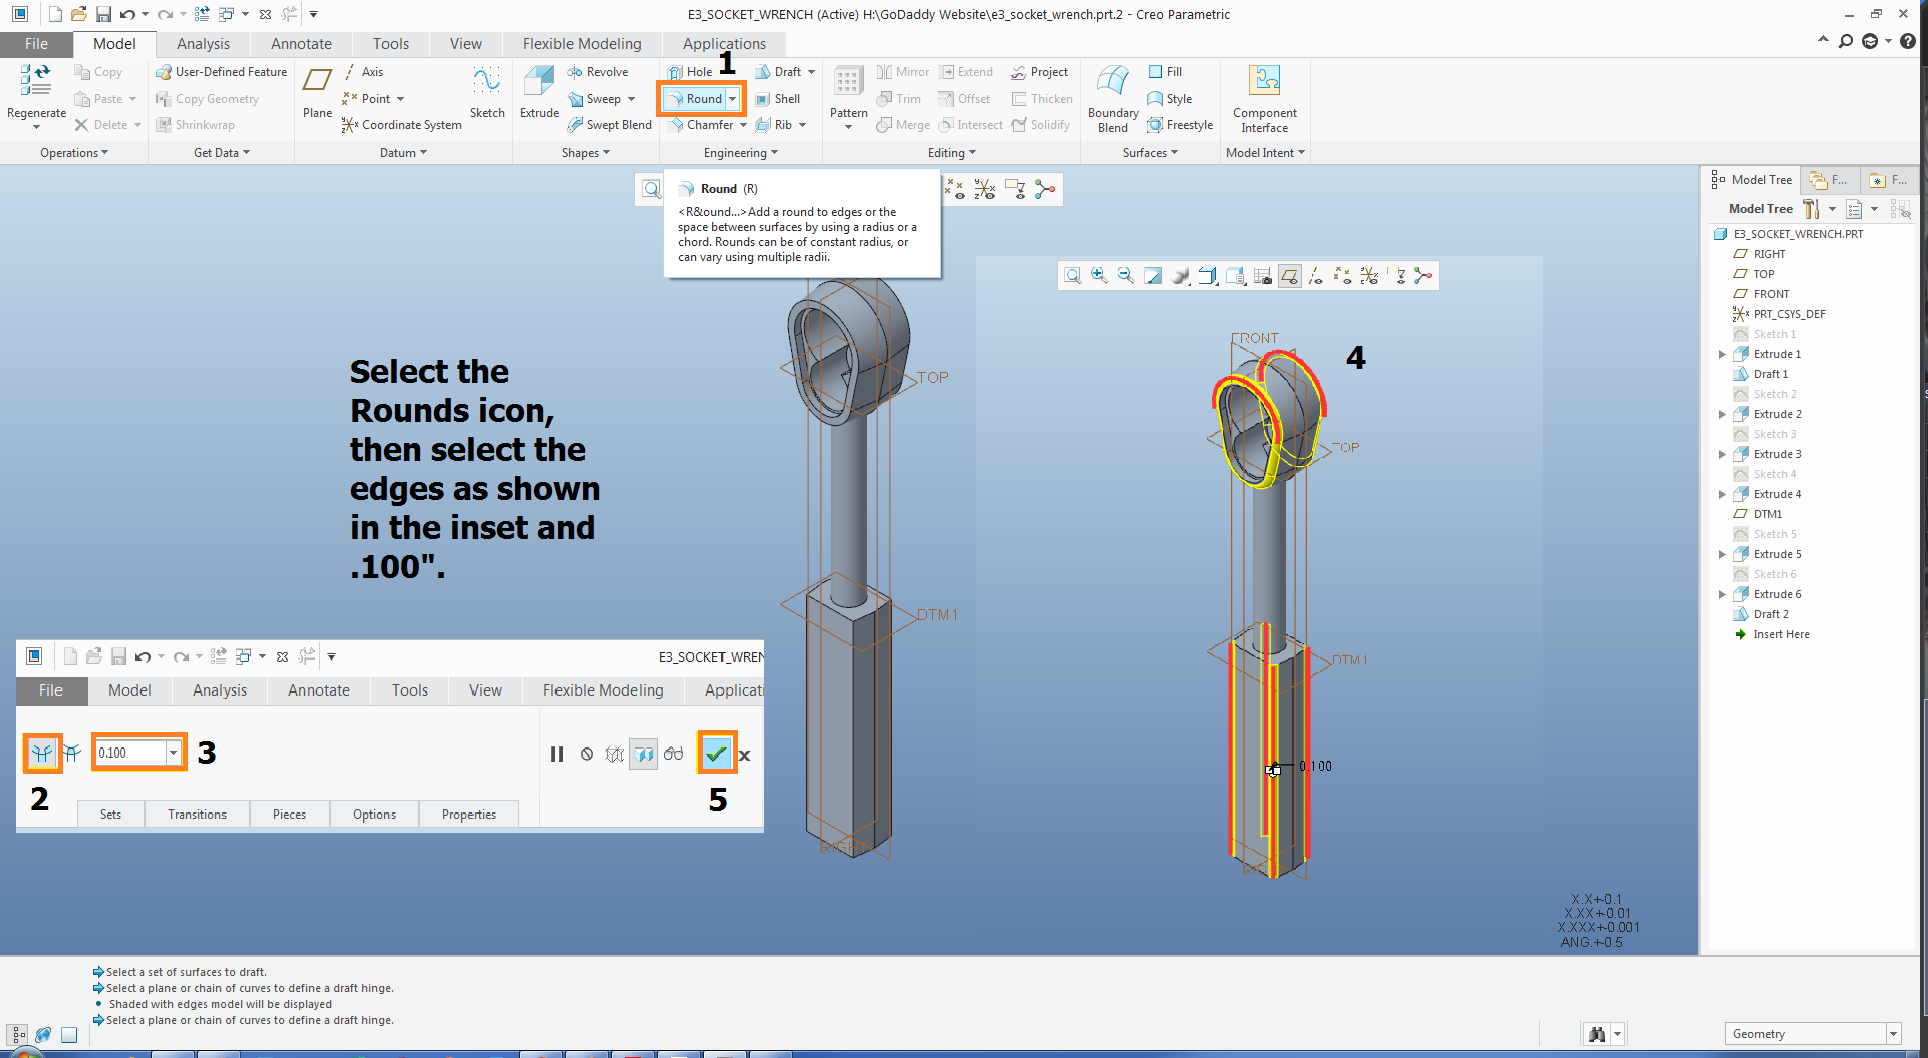 E3_SOCKET_WRENCH (Active) H:\GoDaddy Website\e3_socket_wrench.prt.2 - Creo Parametric
File Model Analysis Annotate Tools View Flexible Modeling Applications
Regenerate
Copy
Paste
Delete
Operations
User-Defined Feature
Copy Geometry
Shrinkwrap
Get Data
Plane
Axis
Point
Coordinate System
Sketch
Datum
Extrude
Revolve
Sweep
Swept Blend
Shapes
Hole
1
Round
Chamfer
Draft
Shell
Rib
Engineering
Pattern
Mirror
Trim
Merge
Extend
Offset
Intersect
Project
Thicken
Solidify
Editing
Boundary
Blend
Fill
Style
Freestyle
Surfaces
Component
Interface
Model Intent
Round (R)
<R&ound...>Add a round to edges or the
space between surfaces by using a radius or a
chord. Rounds can be of constant radius, or
can vary using multiple radii.
Select the
Rounds icon,
then select the
edges as shown
in the inset and
.100".
TOP
DTM1
RIGHT
FRONT
4
TOP
DTM1
0.100
E3_SOCKET_WREN
File Model Analysis Annotate Tools View Flexible Modeling Applicati
0.100
3
2
5
Sets Transitions Pieces Options Properties
X.X+-0.1
X.XX+-0.01
X.XXX+-0.001
ANG.+-0.5
Model Tree F... F...
Model Tree
E3_SOCKET_WRENCH.PRT
RIGHT
TOP
FRONT
PRT_CSYS_DEF
Sketch 1
Extrude 1
Draft 1
Sketch 2
Extrude 2
Sketch 3
Extrude 3
Sketch 4
Extrude 4
DTM1
Sketch 5
Extrude 5
Sketch 6
Extrude 6
Draft 2
Insert Here
Select a set of surfaces to draft.
Select a plane or chain of curves to define a draft hinge.
Shaded with edges model will be displayed
Select a plane or chain of curves to define a draft hinge.
Geometry